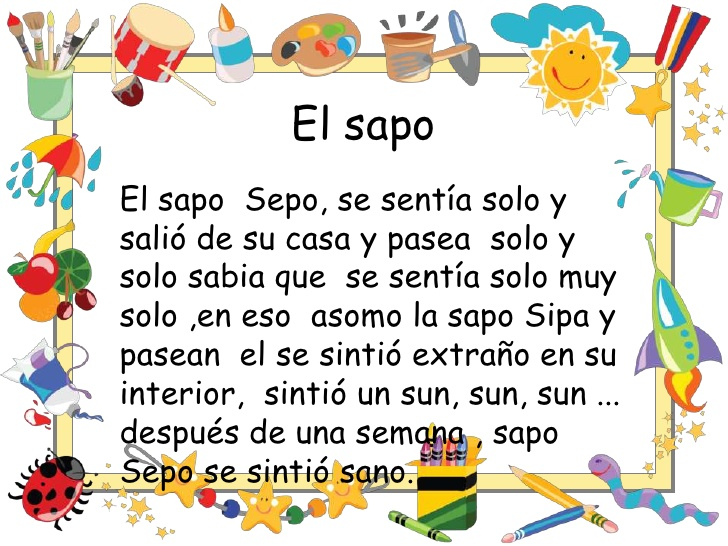 El sapo
El sapo  Sepo, se sentía solo y
salió de su casa y pasea  solo y
solo sabia que  se sentía solo muy
solo ,en eso  asomo la sapo Sipa y
pasean  el se sintió extraño en su
interior,  sintió un sun, sun, sun ...
después de una semana , sapo
Sepo se sintió sano.